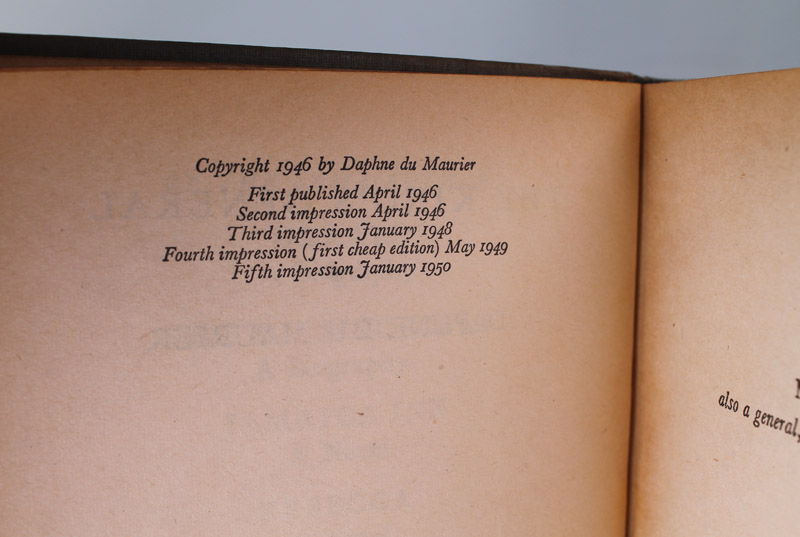 Copyright 1946 by Daphne du Maurier
First published April 1946
Second impression April 1946
Third impression January 1948
Fourth impression (first cheap edition) May 1949
Fifth impression January 1950
also a general,